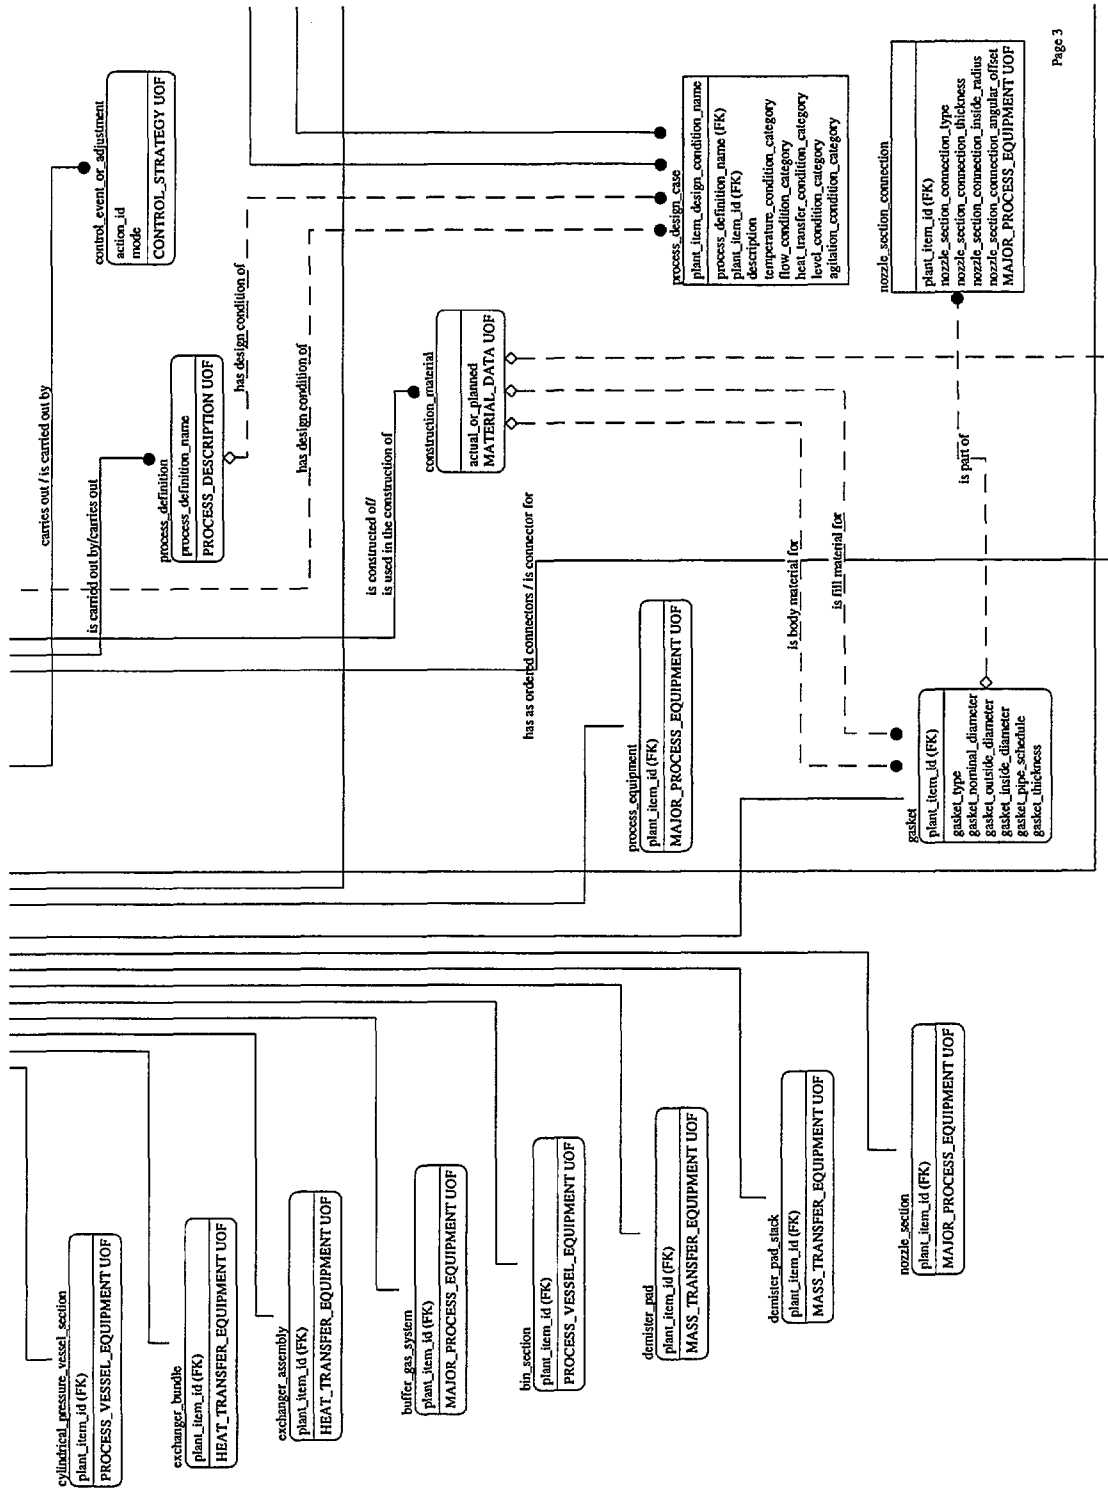 carries out / is carried out by
control_event_or_adjustment
action_id
mode
CONTROL_STRATEGY UOF
is carried out by/carries out
process_definition
process_definition_name
PROCESS_DESCRIPTION UOF
has design condition of
has design condition of
is constructed of/
is used in the construction of
construction_material
actual_or_planned
MATERIAL_DATA UOF
process_design_case
plant_item_design_condition_name
process_definition_name (FK)
plant_item_id (FK)
description
temperature_condition_category
flow_condition_category
heat_transfer_condition_category
level_condition_category
agitation_condition_category
has as ordered connectors / is connector for
process_equipment
plant_item_id (FK)
MAJOR_PROCESS_EQUIPMENT UOF
is body material for
is fill material for
is part of
nozzle_section_connection
plant_item_id (FK)
nozzle_section_connection_type
nozzle_section_connection_thickness
nozzle_section_connection_inside_radius
nozzle_section_connection_angular_offset
MAJOR_PROCESS_EQUIPMENT UOF
gasket
plant_item_id (FK)
gasket_type
gasket_nominal_diameter
gasket_outside_diameter
gasket_inside_diameter
gasket_pipe_schedule
gasket_thickness
cylindrical_pressure_vessel_section
plant_item_id (FK)
PROCESS_VESSEL_EQUIPMENT UOF
exchanger_bundle
plant_item_id (FK)
HEAT_TRANSFER_EQUIPMENT UOF
exchanger_assembly
plant_item_id (FK)
HEAT_TRANSFER_EQUIPMENT UOF
buffer_gas_system
plant_item_id (FK)
MAJOR_PROCESS_EQUIPMENT UOF
bin_section
plant_item_id (FK)
PROCESS_VESSEL_EQUIPMENT UOF
demister_pad
plant_item_id (FK)
MASS_TRANSFER_EQUIPMENT UOF
demister_pad_stack
plant_item_id (FK)
MASS_TRANSFER_EQUIPMENT UOF
nozzle_section
plant_item_id (FK)
MAJOR_PROCESS_EQUIPMENT UOF
Page 3